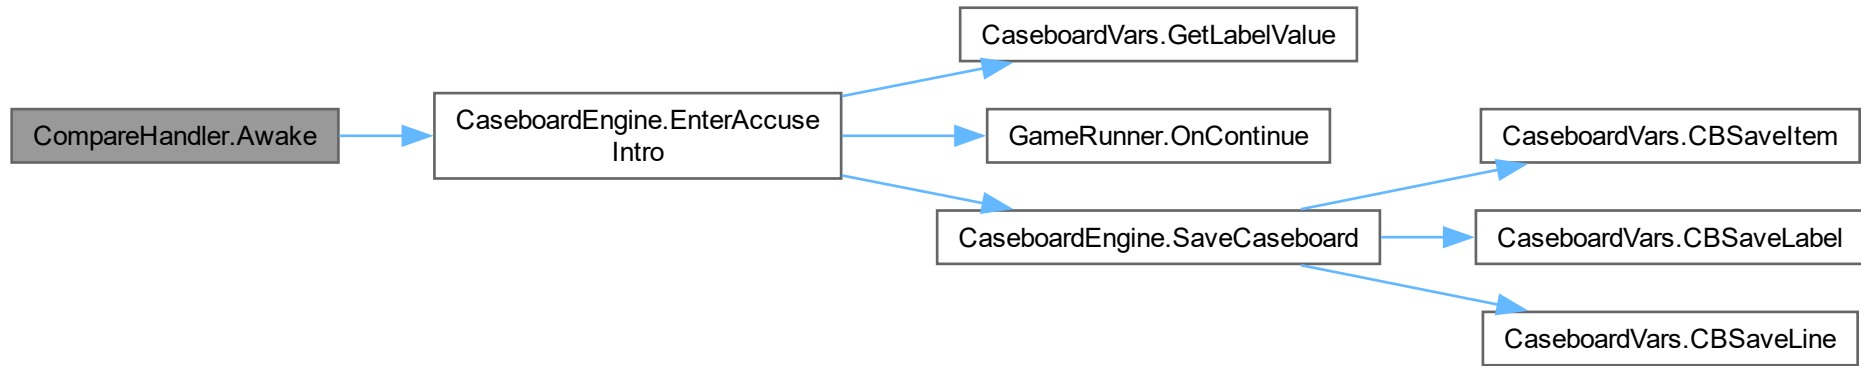 CompareHandler.Awake
CaseboardEngine.EnterAccuse
Intro
CaseboardVars.GetLabelValue
GameRunner.OnContinue
CaseboardEngine.SaveCaseboard
CaseboardVars.CBSaveItem
CaseboardVars.CBSaveLabel
CaseboardVars.CBSaveLine